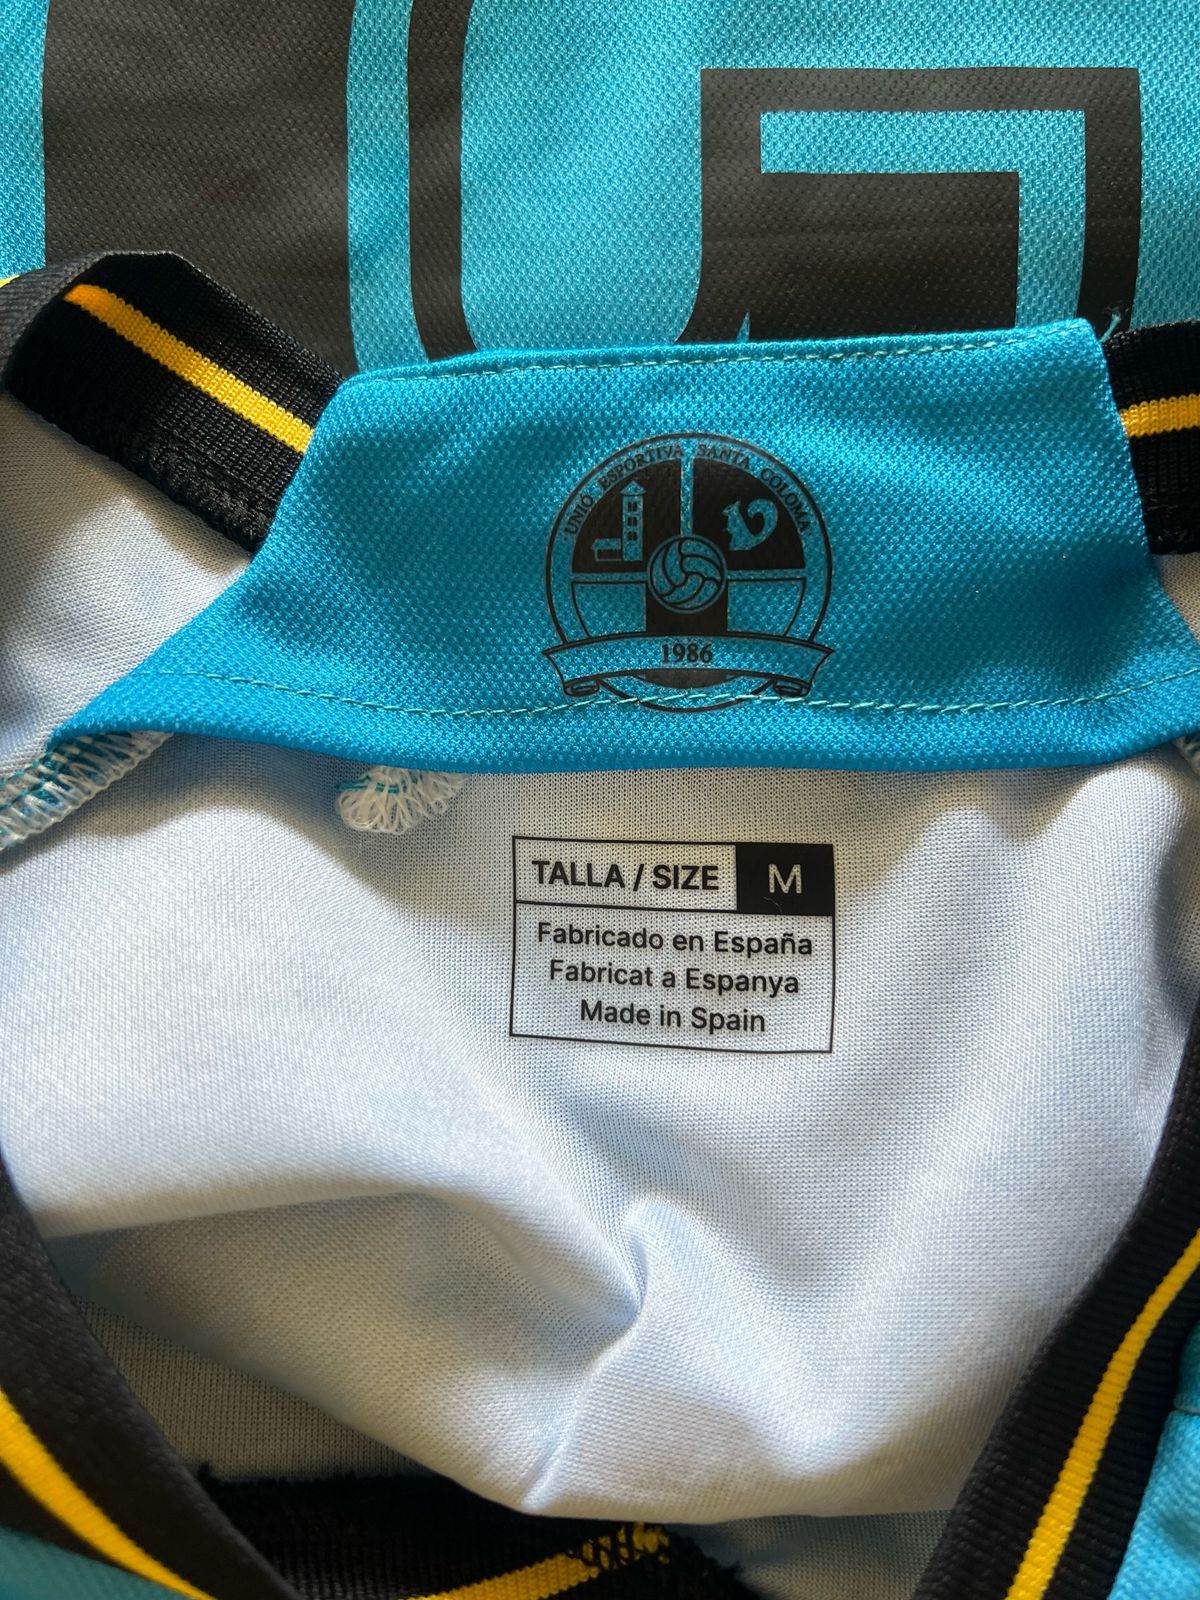 UNIÓ ESPORTIVA SANTA COLOMA
1986
TALLA / SIZE M
Fabricado en España
Fabricat a Espanya
Made in Spain